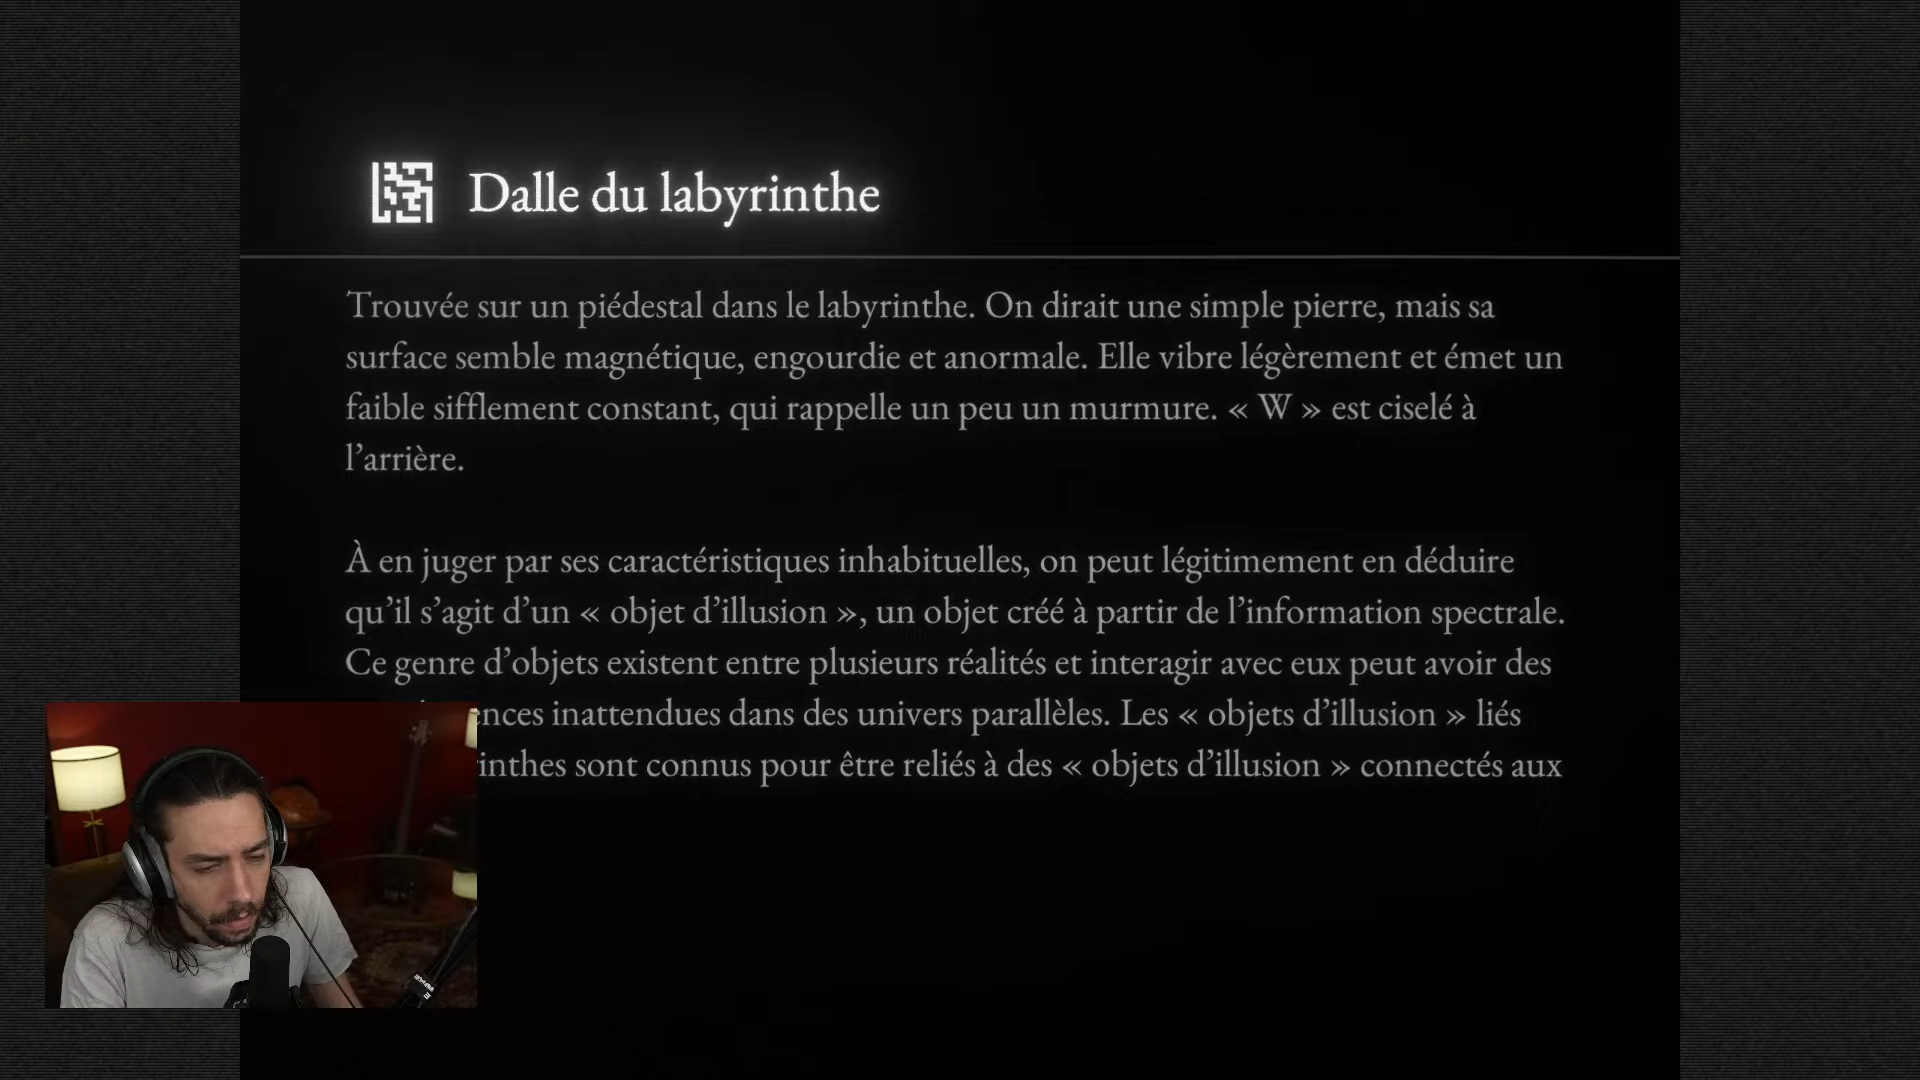 Dalle du labyrinthe
Trouvée sur un piédestal dans le labyrinthe. On dirait une simple pierre, mais sa
surface semble magnétique, engourdie et anormale. Elle vibre légèrement et émet un
faible sifflement constant, qui rappelle un peu un murmure. « W » est ciselé à
l’arrière.
À en juger par ses caractéristiques inhabituelles, on peut légitimement en déduire
qu’il s’agit d’un « objet d’illusion », un objet créé à partir de l’information spectrale.
Ce genre d’objets existent entre plusieurs réalités et interagir avec eux peut avoir des
inattendues dans des univers parallèles. Les « objets d’illusion » liés
sont connus pour être reliés à des « objets d’illusion » connectés aux